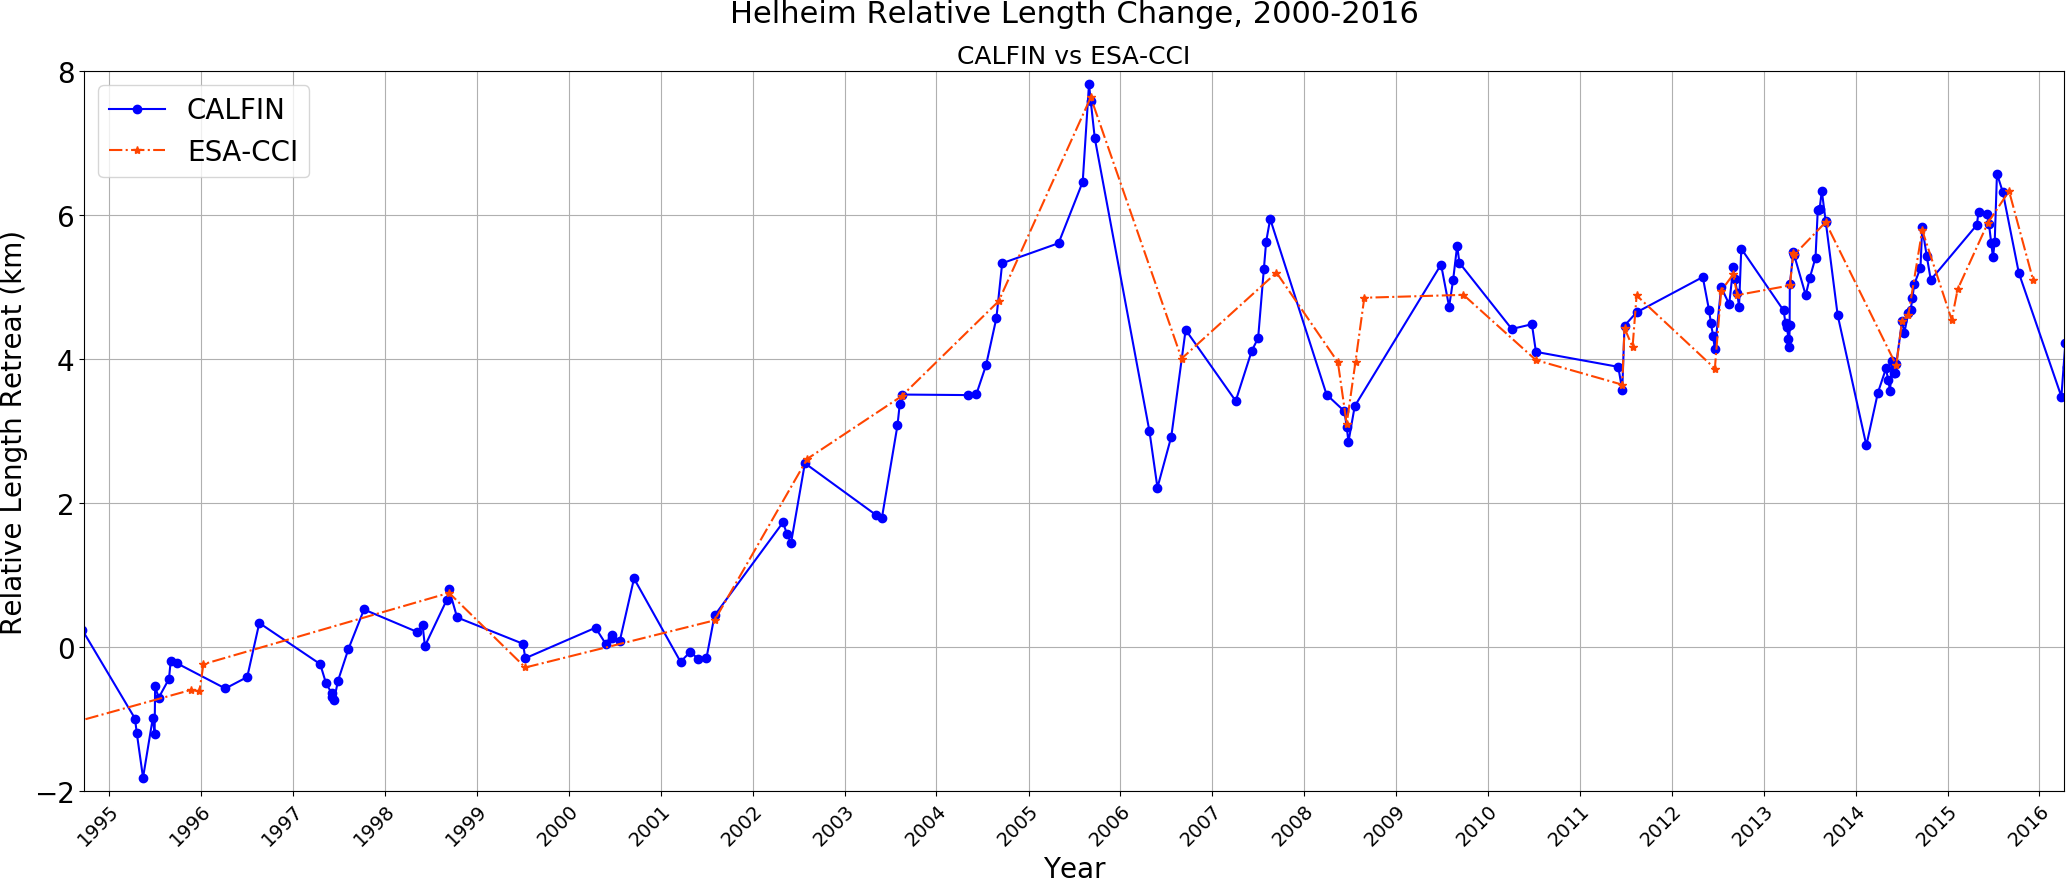 Helheim Relative Length Change, 2000-2016
CALFIN vs ESA-CCI
CALFIN
ESA-CCI
Relative Length Retreat (km)
8
6
4
2
0
−2
1995 1996 1997 1998 1999 2000 2001 2002 2003 2004 2005 2006 2007 2008 2009 2010 2011 2012 2013 2014 2015 2016
Year